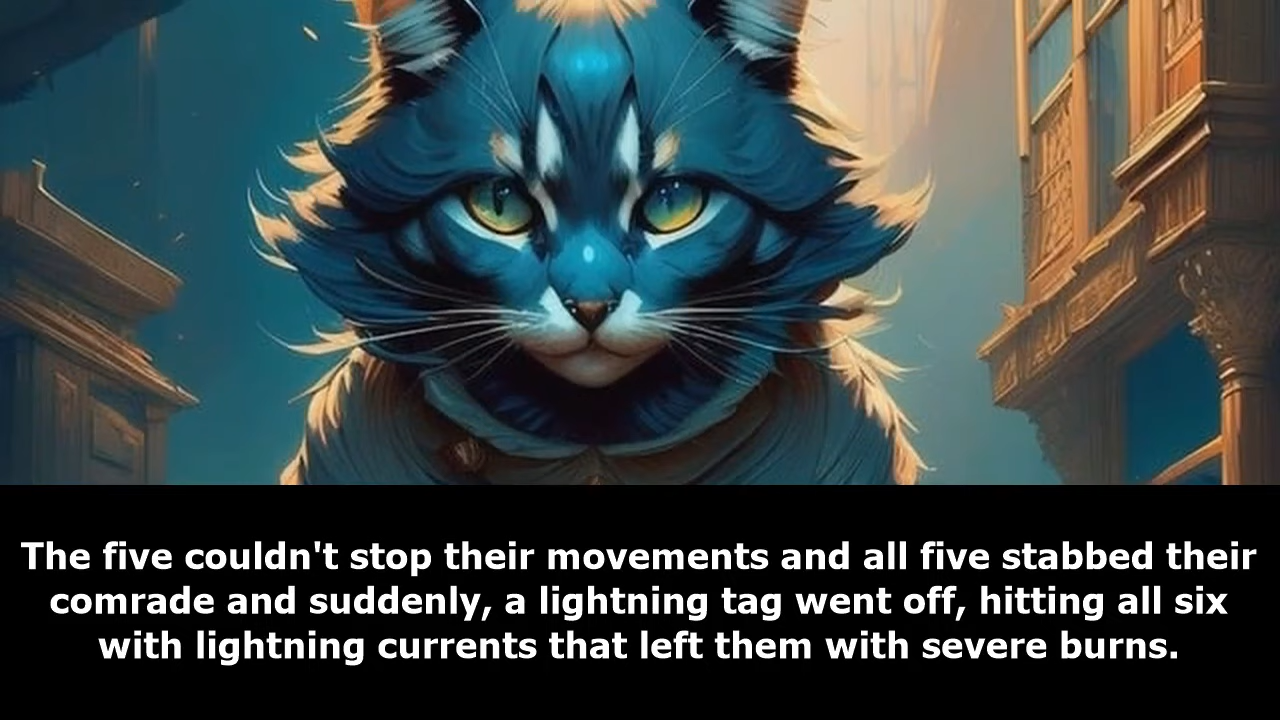 The five couldn't stop their movements and all five stabbed their
comrade and suddenly, a lightning tag went off, hitting all six
with lightning currents that left them with severe burns.